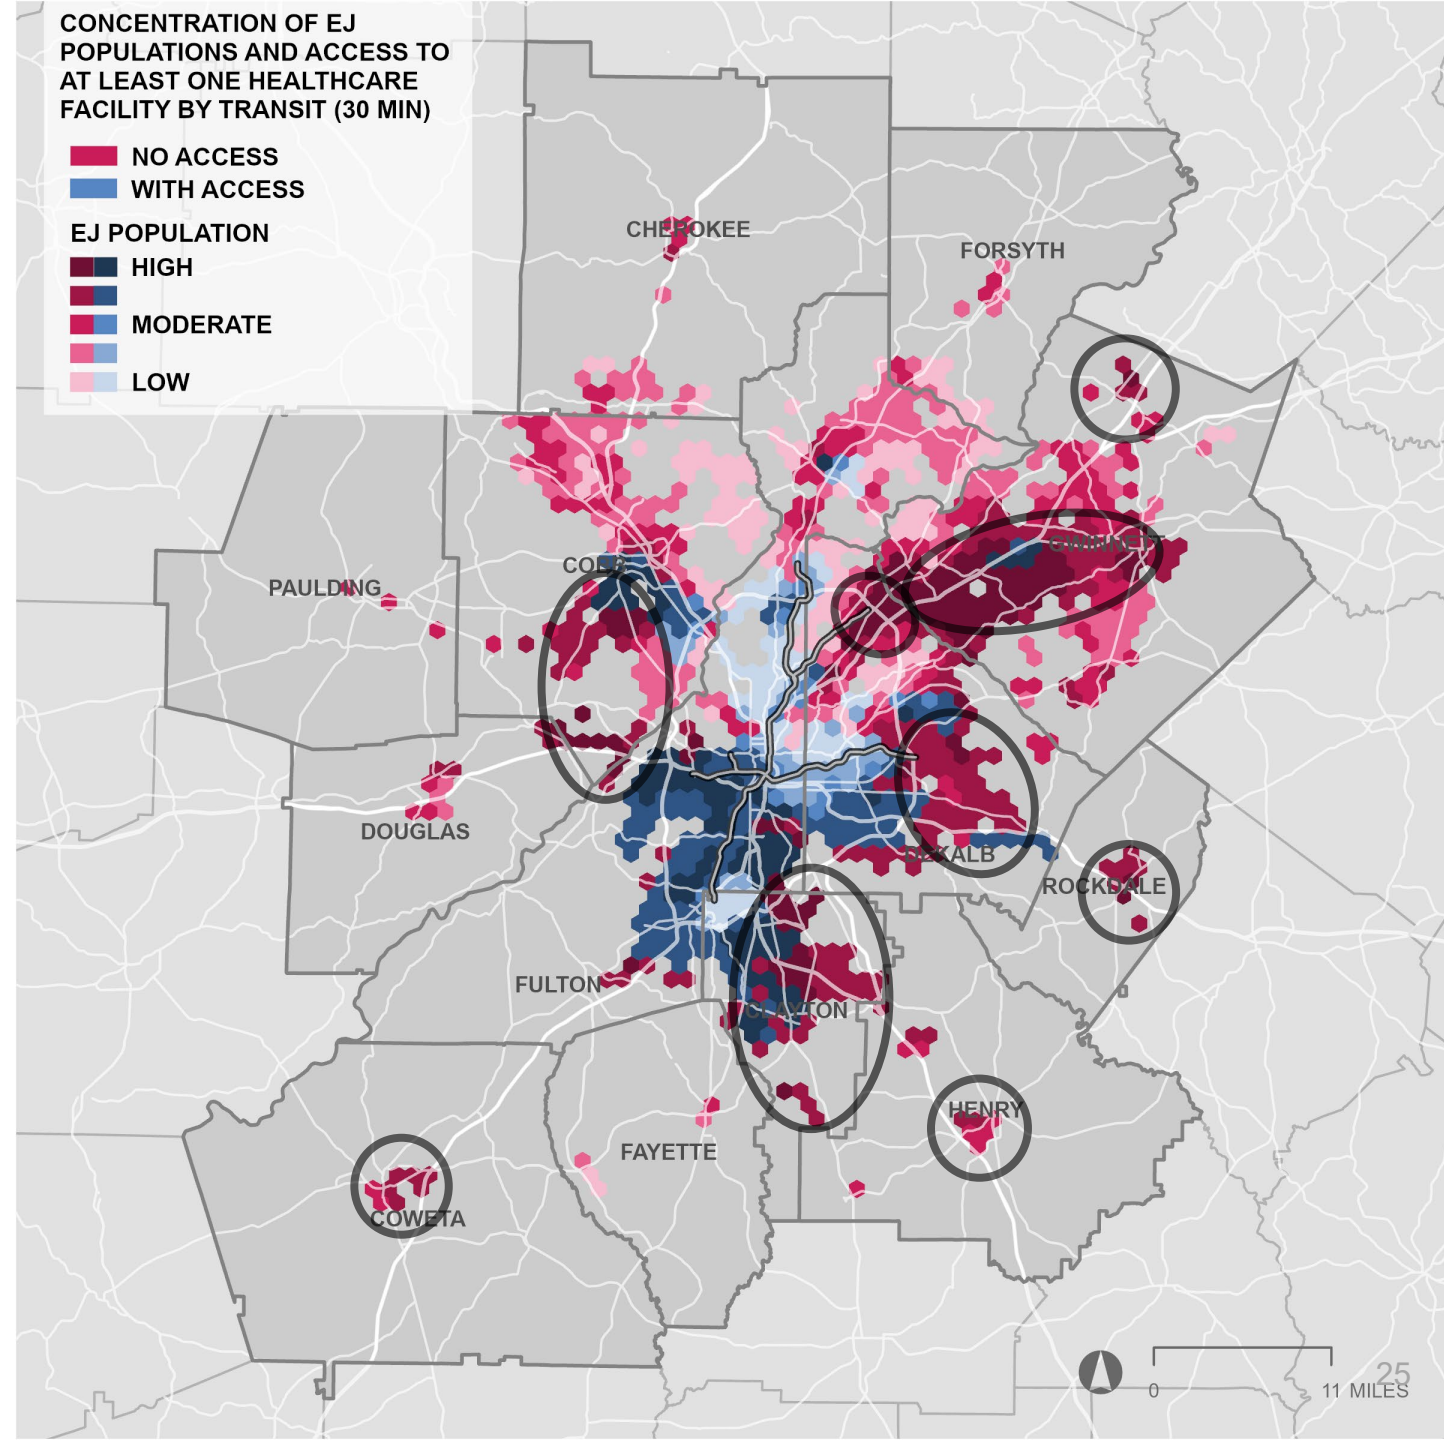 CONCENTRATION OF EJ
POPULATIONS AND ACCESS TO
AT LEAST ONE HEALTHCARE
FACILITY BY TRANSIT (30 MIN)
NO ACCESS
WITH ACCESS
EJ POPULATION
HIGH
MODERATE
LOW
CHEROKEE
FORSYTH
GWINNETT
COBB
PAULDING
DOUGLAS
DEKALB
ROCKDALE
FULTON
CLAYTON
HENRY
FAYETTE
COWETA
25
0
11 MILES